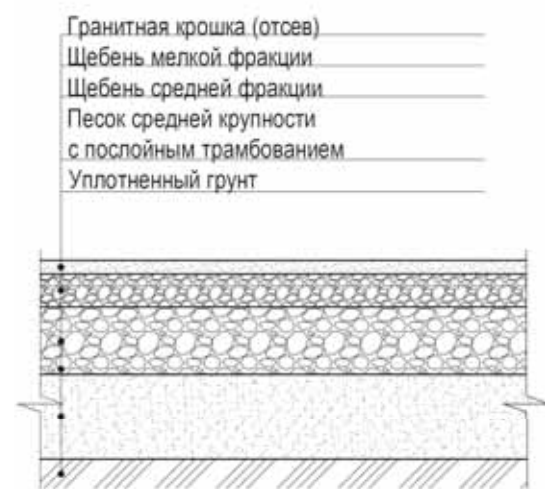 Гранитная крошка (отсев)
Щебень мелкой фракции
Щебень средней фракции
Песок средней крупности
с послойным трамбованием
Уплотненный грунт